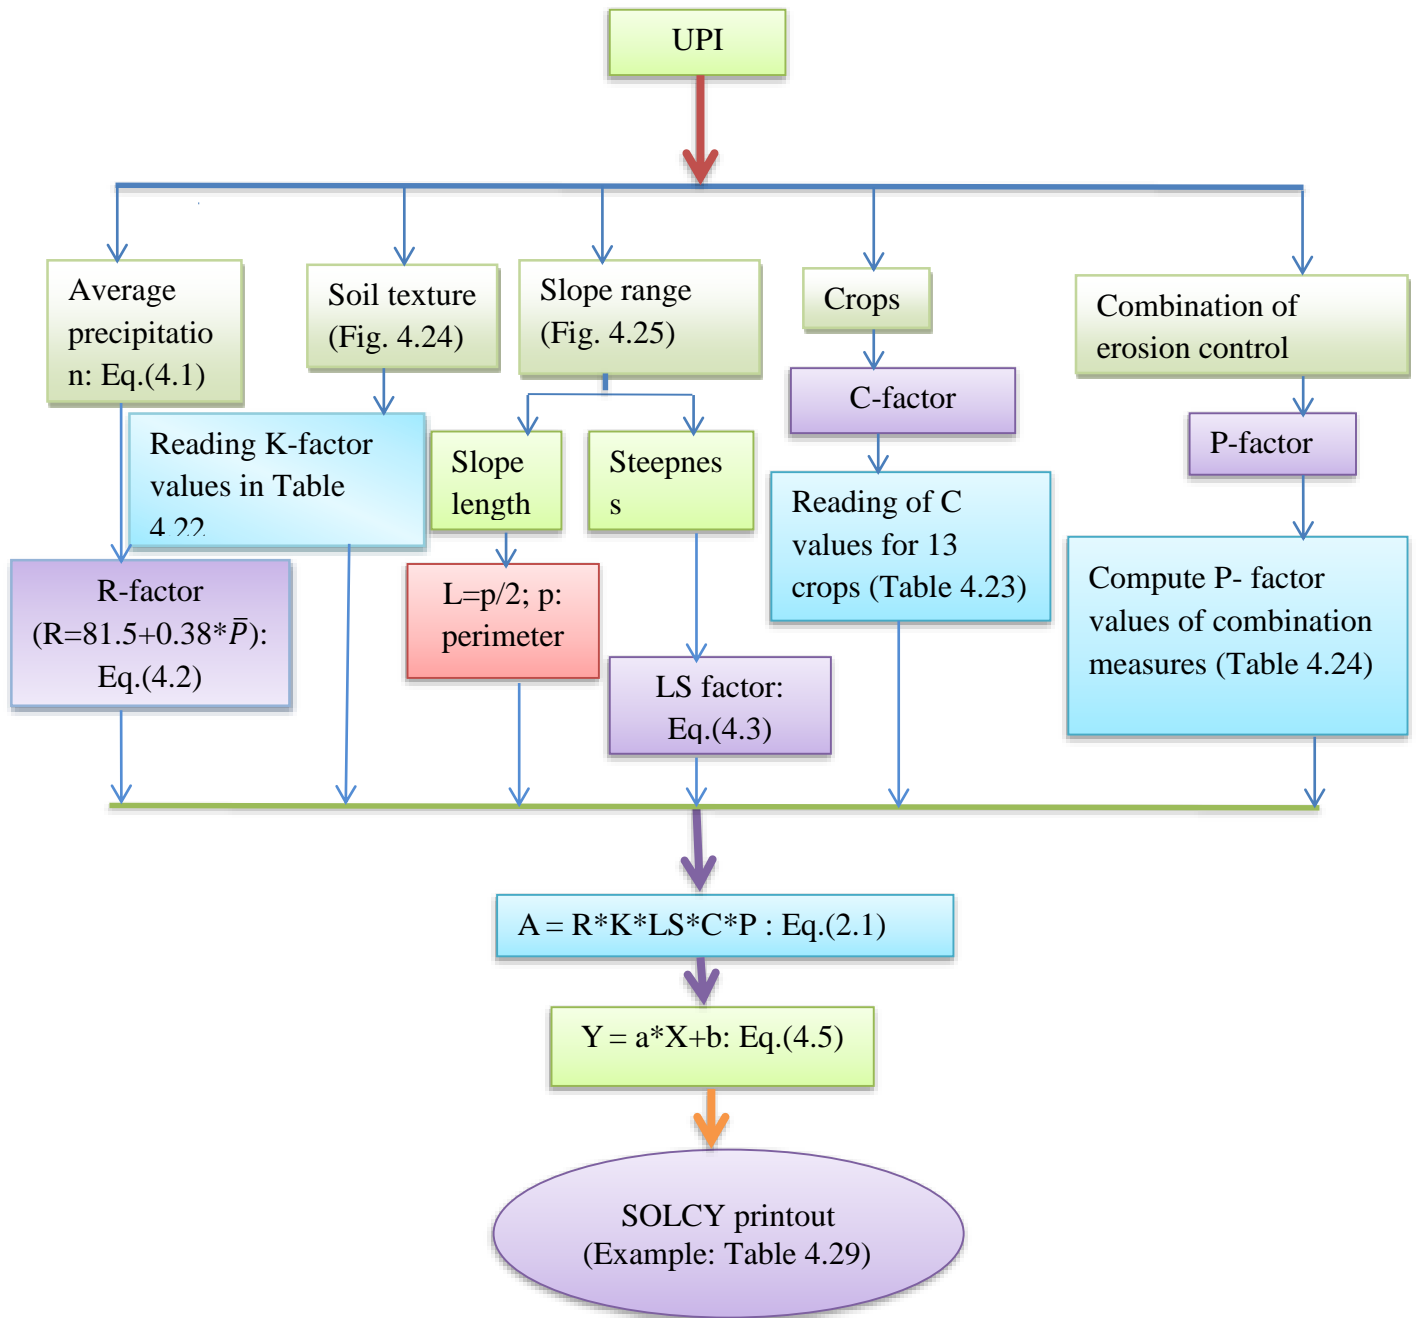 UPI
Average
precipitatio
n: Eq.(4.1)
Soil texture
(Fig. 4.24)
Slope range
(Fig. 4.25)
Crops
Combination of
erosion control
Reading K-factor
values in Table
4.22
Slope
length
Steepnes
s
C-factor
P-factor
Reading of C
values for 13
crops (Table 4.23)
R-factor
(R=81.5+0.38*P̅):
Eq.(4.2)
L=p/2; p:
perimeter
LS factor:
Eq.(4.3)
Compute P- factor
values of combination
measures (Table 4.24)
A = R*K*LS*C*P : Eq.(2.1)
Y = a*X+b: Eq.(4.5)
SOLCY printout
(Example: Table 4.29)